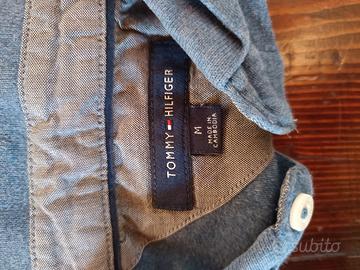 TOMMY HILFIGER
M
MADE IN
CAMBODIA
subito